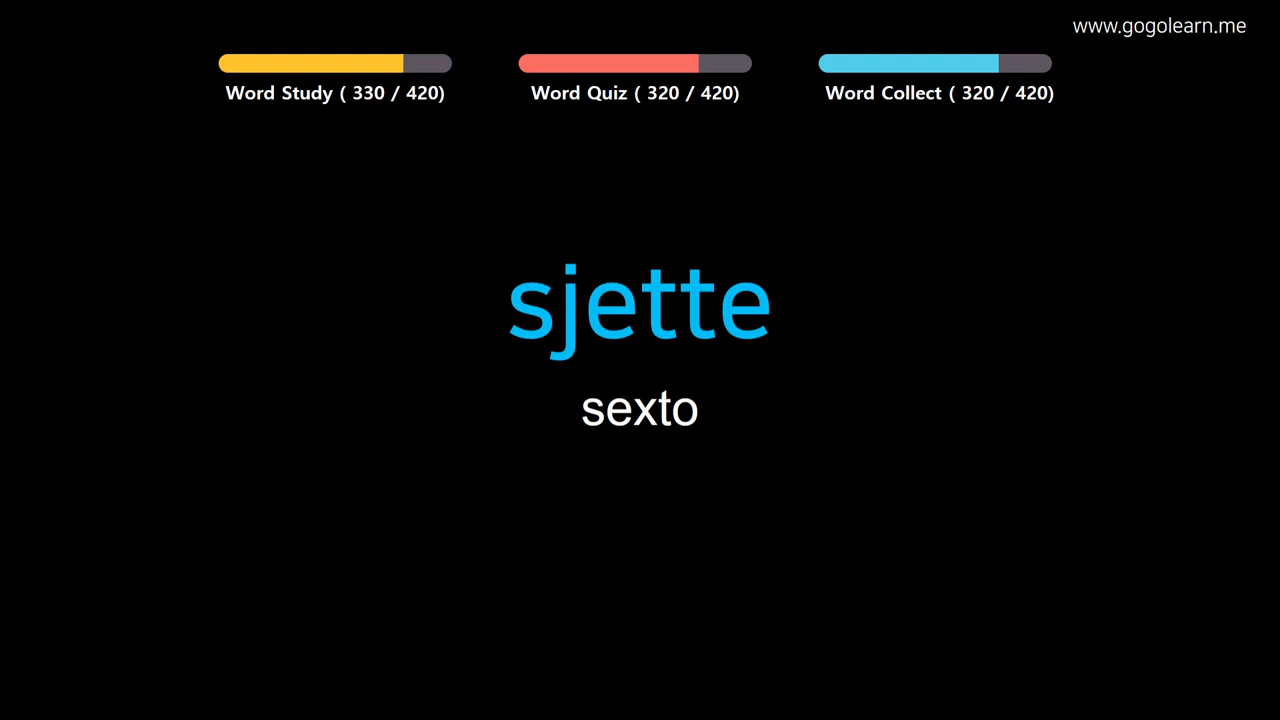 www.gogolearn.me
Word Study ( 330 / 420)
Word Quiz ( 320 / 420)
Word Collect ( 320 / 420)
sjette
sexto